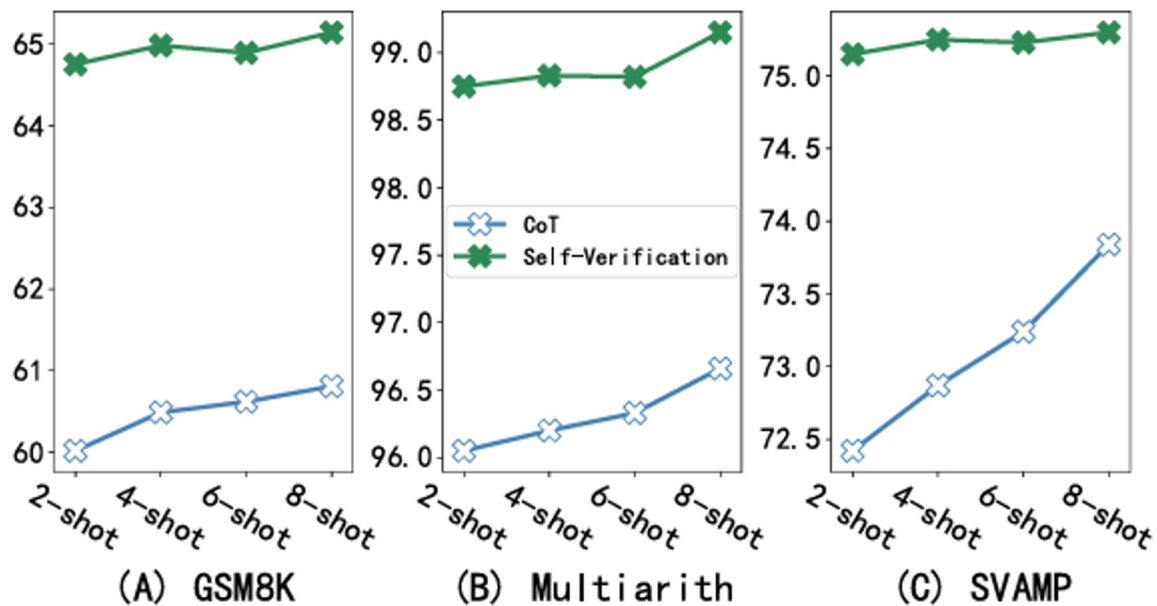 65
64
63
62
61
60
2-shot
4-shot
6-shot
8-shot
(A) GSM8K
99.0
98.5
98.0
97.5
97.0
96.5
96.0
CoT
Self-Verification
2-shot
4-shot
6-shot
8-shot
(B) Multiarith
75.0
74.5
74.0
73.5
73.0
72.5
2-shot
4-shot
6-shot
8-shot
(C) SVAMP